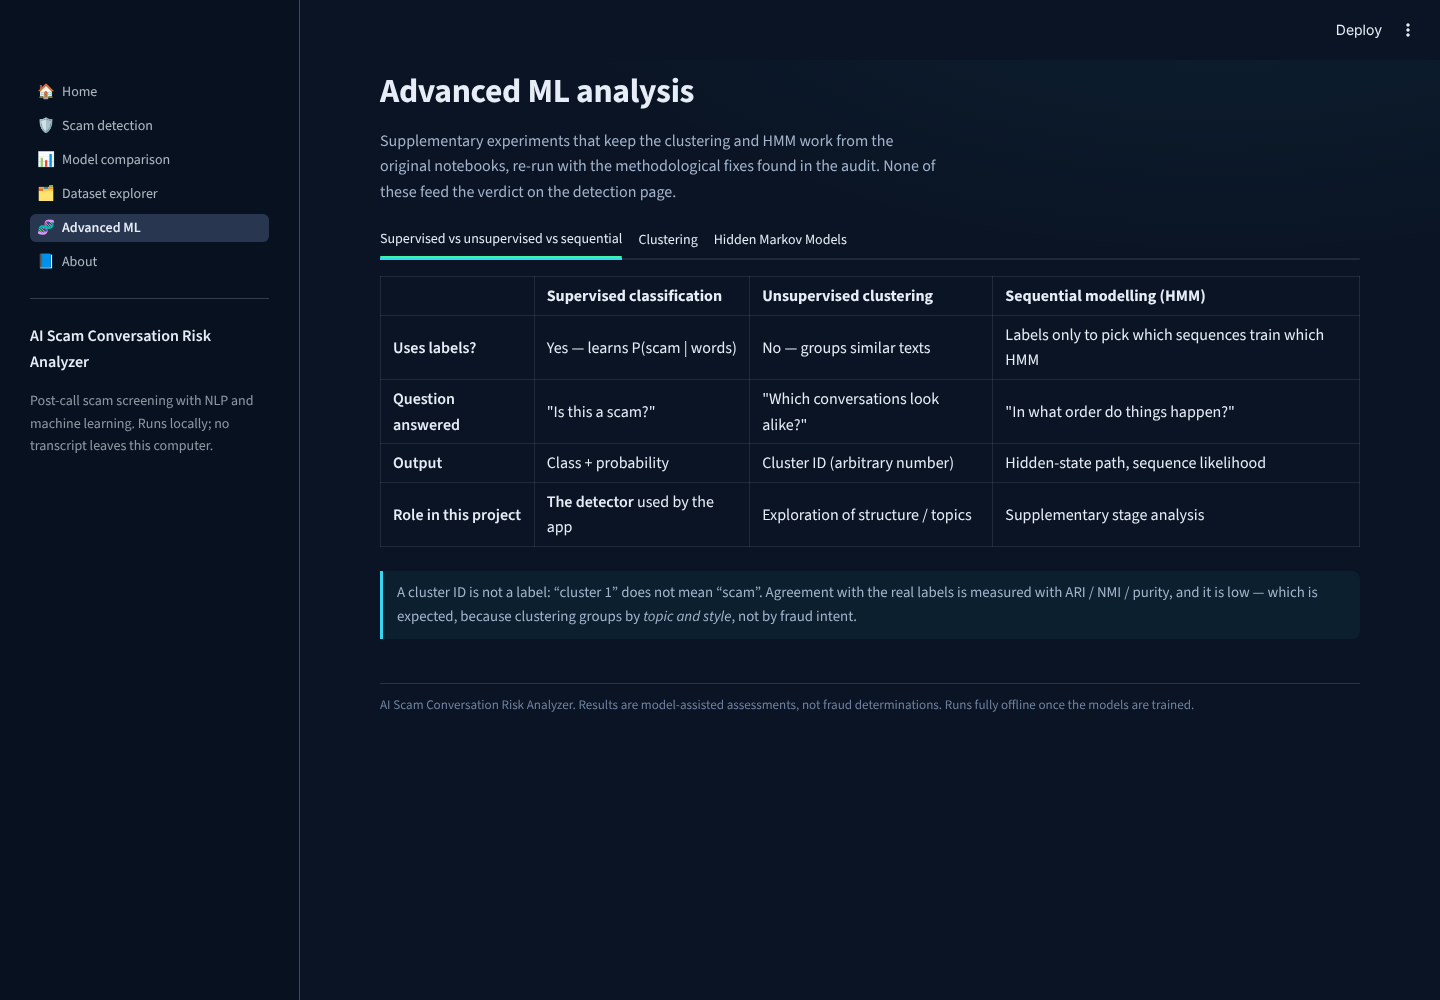 Deploy
Home
Scam detection
Model comparison
Dataset explorer
Advanced ML
About
AI Scam Conversation Risk
Analyzer
Post-call scam screening with NLP and
machine learning. Runs locally; no
transcript leaves this computer.
Advanced ML analysis
Supplementary experiments that keep the clustering and HMM work from the
original notebooks, re-run with the methodological fixes found in the audit. None of
these feed the verdict on the detection page.
Supervised vs unsupervised vs sequential Clustering Hidden Markov Models
Supervised classification Unsupervised clustering Sequential modelling (HMM)
Uses labels? Yes — learns P(scam | words) No — groups similar texts Labels only to pick which sequences train which
HMM
Question
answered "Is this a scam?" "Which conversations look
alike?" "In what order do things happen?"
Output Class + probability Cluster ID (arbitrary number) Hidden-state path, sequence likelihood
Role in this project The detector used by the
app Exploration of structure / topics Supplementary stage analysis
A cluster ID is not a label: “cluster 1” does not mean “scam”. Agreement with the real labels is measured with ARI / NMI / purity, and it is low — which is
expected, because clustering groups by topic and style, not by fraud intent.
AI Scam Conversation Risk Analyzer. Results are model-assisted assessments, not fraud determinations. Runs fully offline once the models are trained.